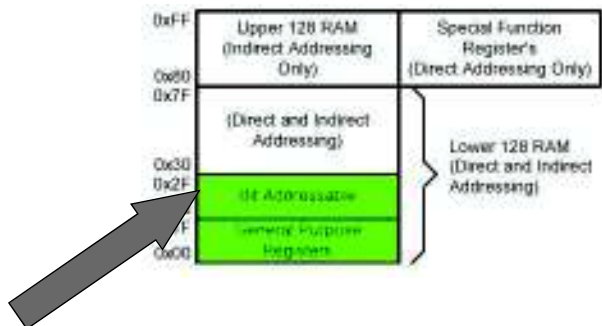 0xFF
Upper 128 RAM
(Indirect Addressing
Only)
Special Function
Register's
(Direct Addressing Only)
0x80
0x7F
(Direct and Indirect
Addressing)
Lower 128 RAM
(Direct and Indirect
Addressing)
0x30
0x2F
Bit Addressable
F
General Purpose
Registers
0x00